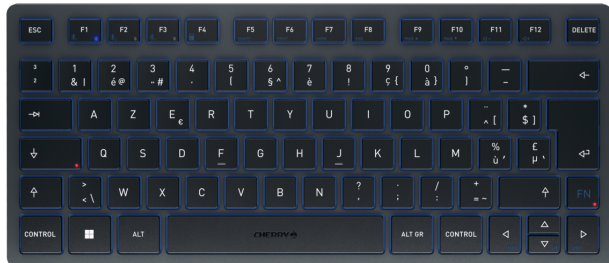 ESC F1 F2 F3 F4 F5 F6 F7 F8 F9 F10 F11 F12 DELETE
3 1 2 3 4 5 6 7 8 9 0 ° —
2 & | é @ " # ' ( § ^ è ! ç { à } ) –
A Z E € R T Y U I O P ¨ ^ [ * $ ]
Q S D F G H J K L M % ù ´ £ µ `
> < \ W X C V B N ? , . ; / : + = ~ FN
CONTROL ALT CHERRY ALT GR CONTROL